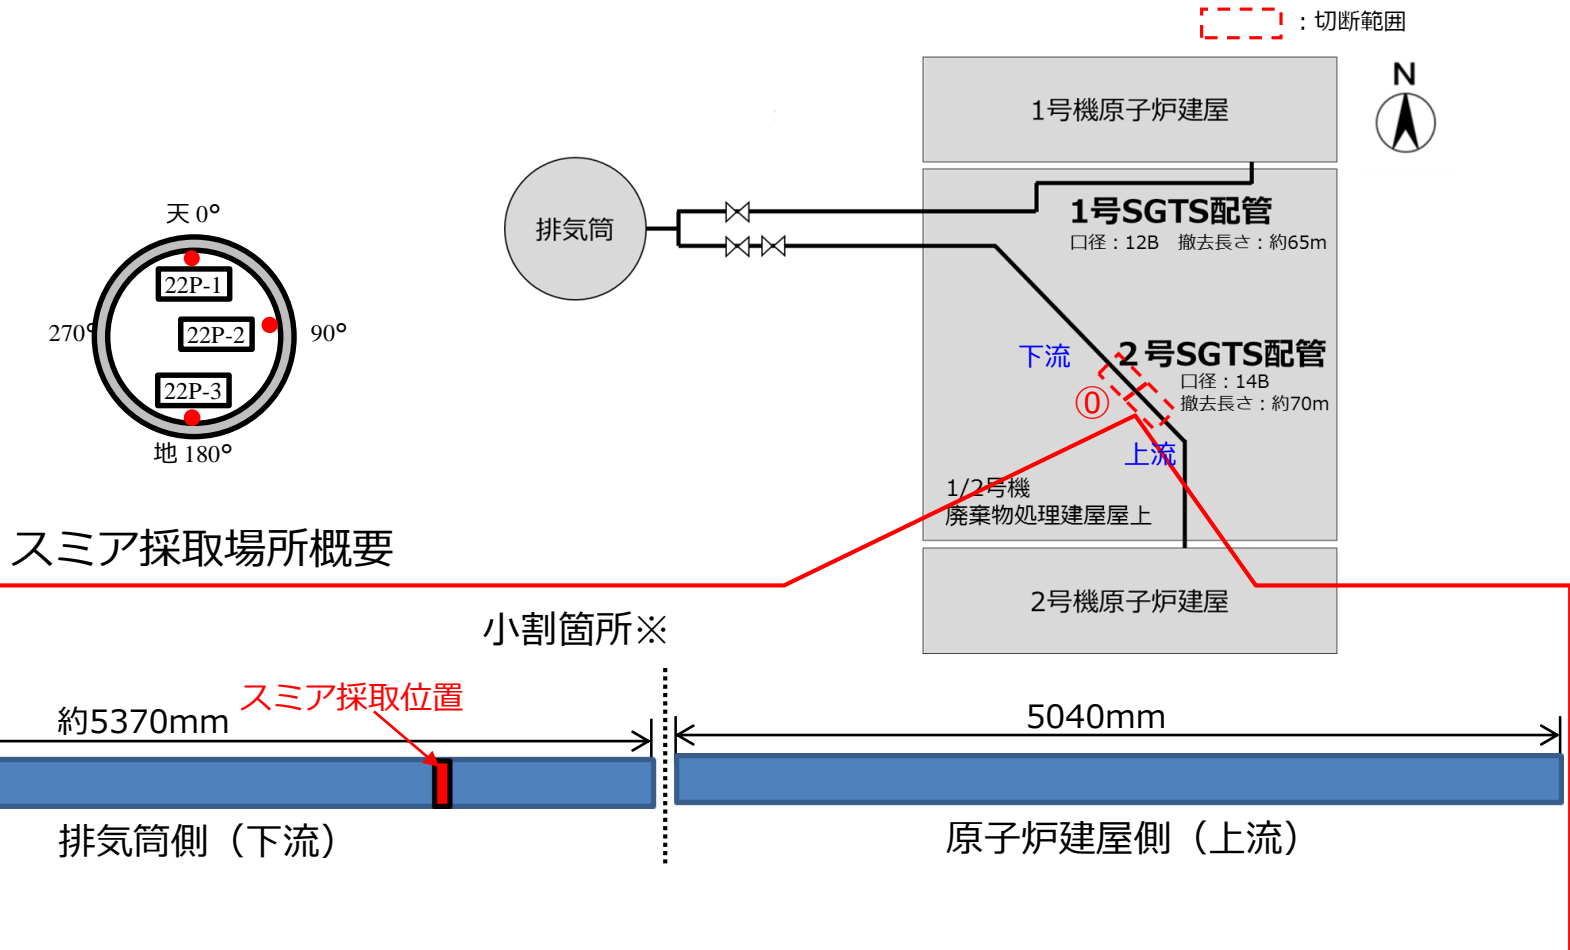 ：切断範囲
N
1号機原子炉建屋
天 0°
排気筒
1号SGTS配管
口径：12B　撤去長さ：約65m
22P-1
270°
22P-2
90°
22P-3
地 180°
下流
2号SGTS配管
口径：14B
撤去長さ：約70m
⓪
上流
1/2号機
廃棄物処理建屋屋上
スミア採取場所概要
2号機原子炉建屋
小割箇所※
スミア採取位置
約5370mm
5040mm
排気筒側（下流）
原子炉建屋側（上流）